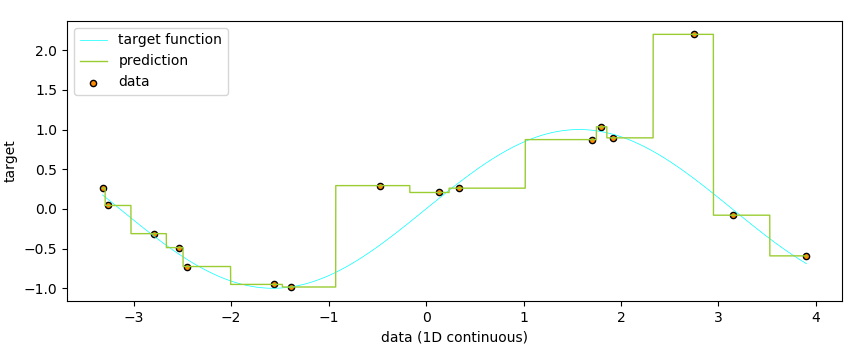 target function
prediction
data
2.0
1.5
1.0
0.5
0.0
−0.5
−1.0
target
−3 −2 −1 0 1 2 3 4
data (1D continuous)